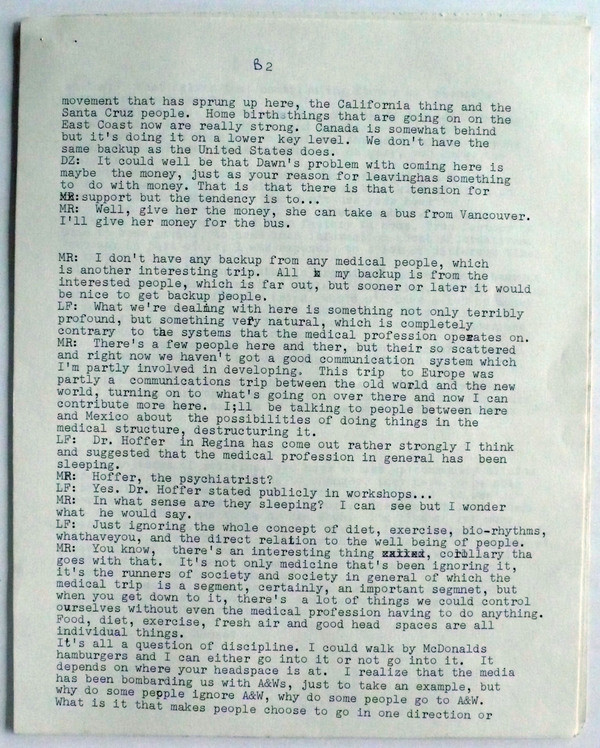 B2
movement that has sprung up here, the California thing and the
Santa Cruz people.  Home birth things that are going on on the
East Coast now are really strong.  Canada is somewhat behind
but it's doing it on a lower  key level.  We don't have the
same backup as the United States does.
DZ:  It could well be that Dawn's problem with coming here is
maybe  the money, just as your reason for leavinghas something
to  do with money. That is  that there is that  tension for
MR:support but the tendency is to...
MR:  Well, give her the money, she can take a bus from Vancouver.
I'll give her money for the bus.
MR:  I don't have any backup from any medical people, which
is another interesting trip.  All    my backup is from the
interested people, which is far out, but sooner or later it would
be nice to get backup people.
LF:  What we're dealing with here is something not only terribly
profound, but something very natural, which is completely
contrary  to the systems that the medical profession operates on.
MR:  There's a few people here and ther, but their so scattered
and right now we haven't got a good communication  system which
I'm partly involved in developing.  This trip  to Europe was
partly a  communications trip between the old world and the new
world, turning on to  what's going on over there and now I can
contribute more here.  I;ll  be talking to people between here
and Mexico about  the possibilities of doing things in the
medical structure, destructuring it.
LF:  Dr. Hoffer  in Regina has come out rather strongly I think
and suggested that the medical profession in general has  been
sleeping.
MR:  Hoffer, the psychiatrist?
LF:  Yes. Dr. Hoffer stated publicly in workshops...
MR:  In what sense are they sleeping?  I can  see but I wonder
what  he would say.
LF:  Just ignoring the whole concept of diet, exercise, bio-rhythms,
whathaveyou, and the direct relation to the well being of people.
MR:  You know,  there's an interesting thing , corollary tha
goes with that.  It's not only medicine that's been ignoring it,
it's the runners of society and society in general of which the
medical trip  is a segment, certainly, an important segmnet, but
when you get down to it, there's  a lot of things we could control
ourselves without even the medical profession having to do anything.
Food, diet, exercise, fresh air and good head  spaces are all
individual things.
It's all a question of discipline. I could walk by McDonalds
hamburgers and I can either go into it or not go into it.  It
depends on where your headspace is at.  I realize that the media
has been bombarding us with A&Ws, just to take an example, but
why do some people ignore A&W, why do some people go to A&W.
What is it that makes people choose to go in one direction or